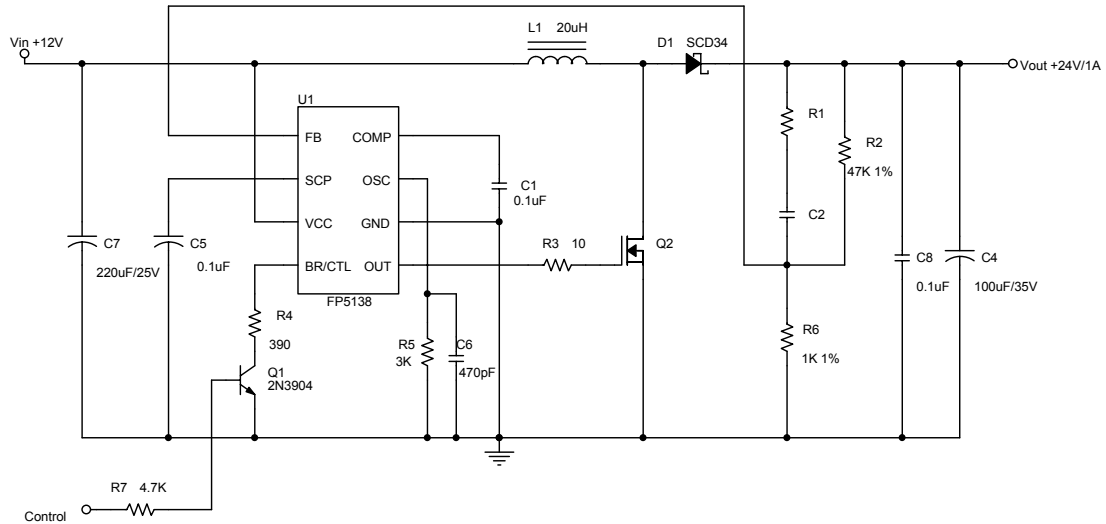 L1 20uH
Vin +12V
D1 SCD34
Vout +24V/1A
U1
R1
FB COMP
R2
47K 1%
SCP OSC
C1
0.1uF
C2
VCC GND
C7
220uF/25V
C5
0.1uF
R3 10
Q2
BR/CTL OUT
C8
0.1uF
C4
100uF/35V
FP5138
R4
390
R5
3K
C6
470pF
R6
1K 1%
Q1
2N3904
R7 4.7K
Control